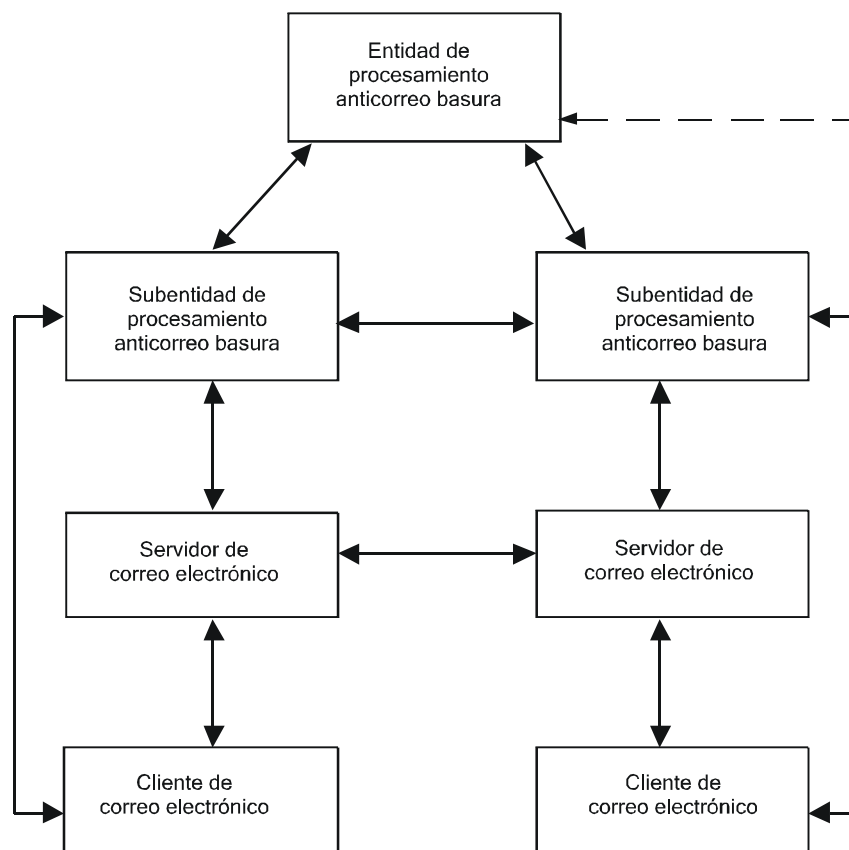 Entidad de
procesamiento
anticorreo basura
Subentidad de
procesamiento
anticorreo basura
Subentidad de
procesamiento
anticorreo basura
Servidor de
correo electrónico
Servidor de
correo electrónico
Cliente de
correo electrónico
Cliente de
correo electrónico